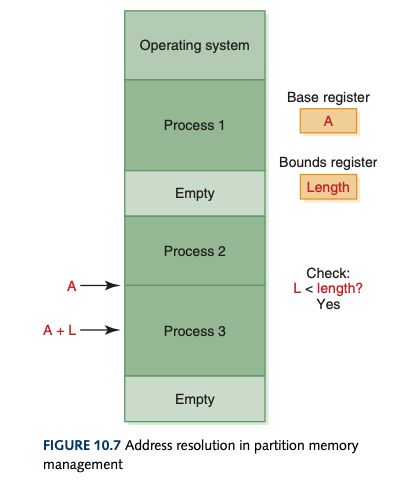 Operating system
Process 1
Empty
Process 2
Process 3
Empty
A
A + L
Base register
A
Bounds register
Length
Check:
L < length?
Yes
FIGURE 10.7 Address resolution in partition memory
management